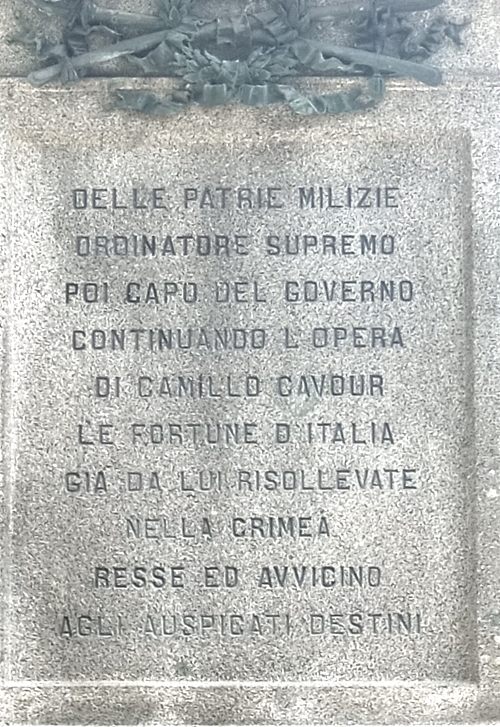 DELLE PATRIE MILIZIE
ORDINATORE SUPREMO
POI CAPO DEL GOVERNO
CONTINUANDO L'OPERA
DI CAMILLO CAVOUR
LE FORTUNE D'ITALIA
GIÀ DA LUI RISOLLEVATE
NELLA CRIMEA
RESSE ED AVVICINO
AGLI AUSPICATI DESTINI